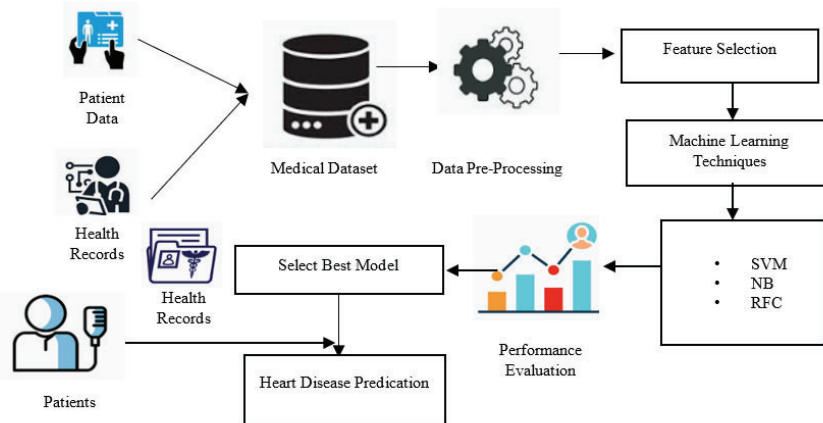 Patient
Data
Medical Dataset
Data Pre-Processing
Feature Selection
Machine Learning
Techniques
Health
Records
Health
Records
Select Best Model
• SVM
• NB
• RFC
Performance
Evaluation
Heart Disease Predication
Patients